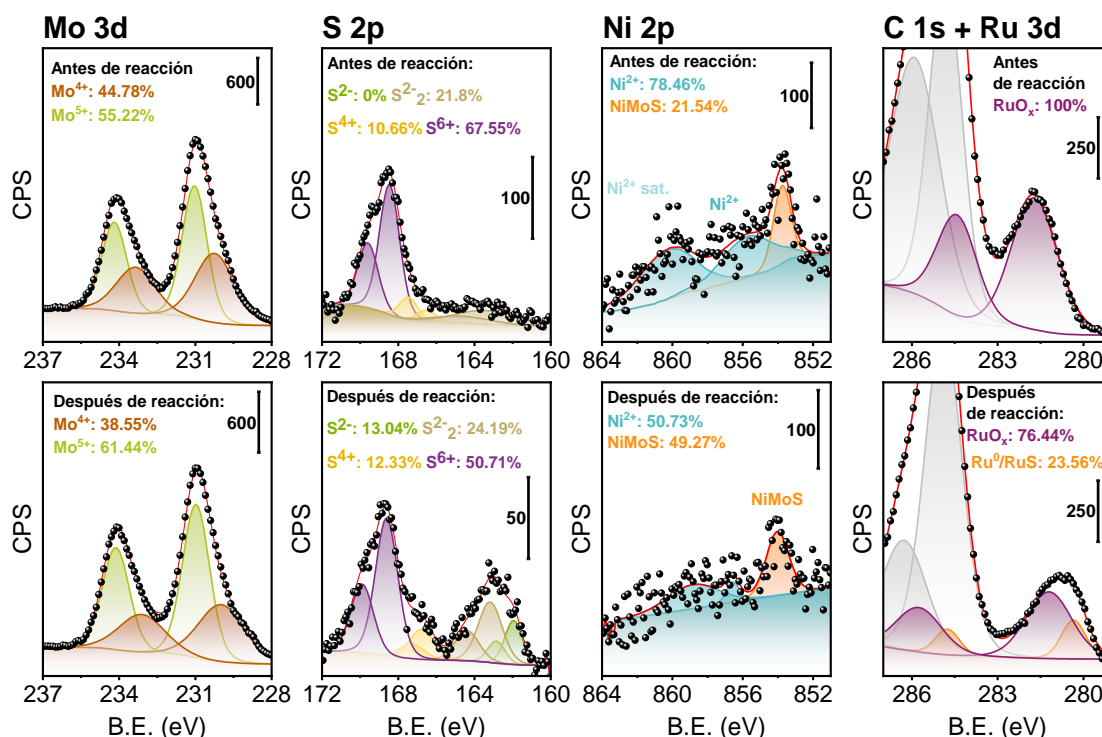 Mo 3d
S 2p
Ni 2p
C 1s + Ru 3d
Antes de reacción
Mo⁴⁺: 44.78%
Mo⁵⁺: 55.22%
600
CPS
237 234 231 228
Antes de reacción:
S²⁻: 0% S²⁻₂: 21.8%
S⁴⁺: 10.66% S⁶⁺: 67.55%
100
CPS
172 168 164 160
Antes de reacción:
Ni²⁺: 78.46%
NiMoS: 21.54%
100
Ni²⁺ sat.
Ni²⁺
CPS
864 860 856 852
Antes
de reacción
RuOₓ: 100%
250
CPS
286 283 280
Después de reacción:
Mo⁴⁺: 38.55%
Mo⁵⁺: 61.44%
600
CPS
237 234 231 228
B.E. (eV)
Después de reacción:
S²⁻: 13.04% S²⁻₂: 24.19%
S⁴⁺: 12.33% S⁶⁺: 50.71%
50
CPS
172 168 164 160
B.E. (eV)
Después de reacción:
Ni²⁺: 50.73%
NiMoS: 49.27%
100
NiMoS
CPS
864 860 856 852
B.E. (eV)
Después
de reacción:
RuOₓ: 76.44%
Ru⁰/RuS: 23.56%
250
CPS
286 283 280
B.E. (eV)